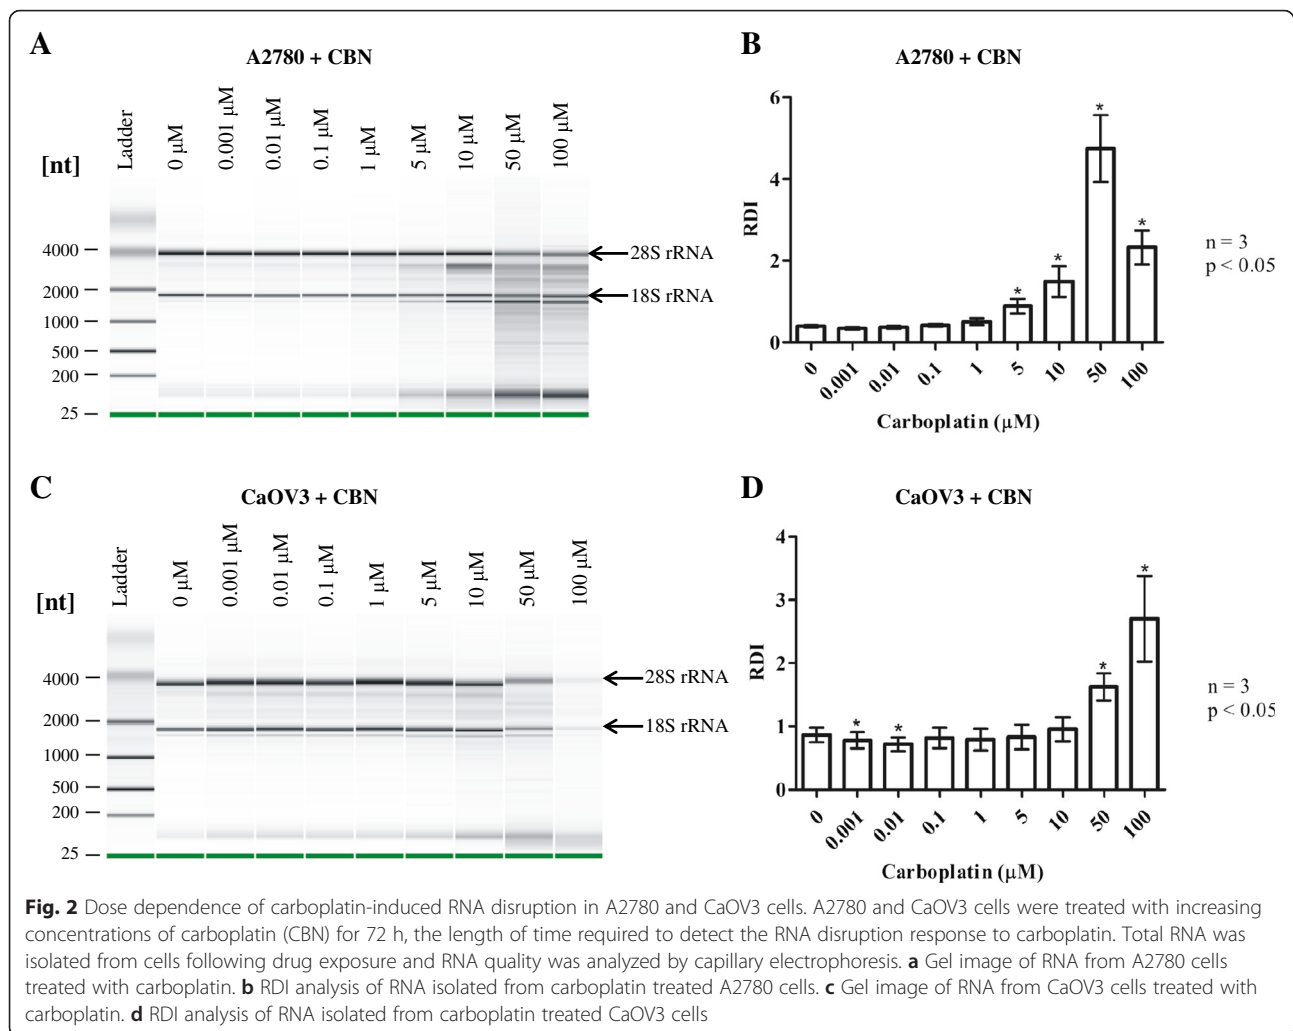 A
A2780 + CBN
[nt]
Ladder
0 μM
0.001 μM
0.01 μM
0.1 μM
1 μM
5 μM
10 μM
50 μM
100 μM
4000
2000
1000
500
200
25
28S rRNA
18S rRNA
B
A2780 + CBN
RDI
6
4
2
0
*
*
*
*
0
0.001
0.01
0.1
1
5
10
50
100
Carboplatin (μM)
n = 3
p < 0.05
C
CaOV3 + CBN
[nt]
Ladder
0 μM
0.001 μM
0.01 μM
0.1 μM
1 μM
5 μM
10 μM
50 μM
100 μM
4000
2000
1000
500
200
25
28S rRNA
18S rRNA
D
CaOV3 + CBN
RDI
4
3
2
1
0
*
*
*
*
0
0.001
0.01
0.1
1
5
10
50
100
Carboplatin (μM)
n = 3
p < 0.05
Fig. 2 Dose dependence of carboplatin-induced RNA disruption in A2780 and CaOV3 cells. A2780 and CaOV3 cells were treated with increasing
concentrations of carboplatin (CBN) for 72 h, the length of time required to detect the RNA disruption response to carboplatin. Total RNA was
isolated from cells following drug exposure and RNA quality was analyzed by capillary electrophoresis. a Gel image of RNA from A2780 cells
treated with carboplatin. b RDI analysis of RNA isolated from carboplatin treated A2780 cells. c Gel image of RNA from CaOV3 cells treated with
carboplatin. d RDI analysis of RNA isolated from carboplatin treated CaOV3 cells